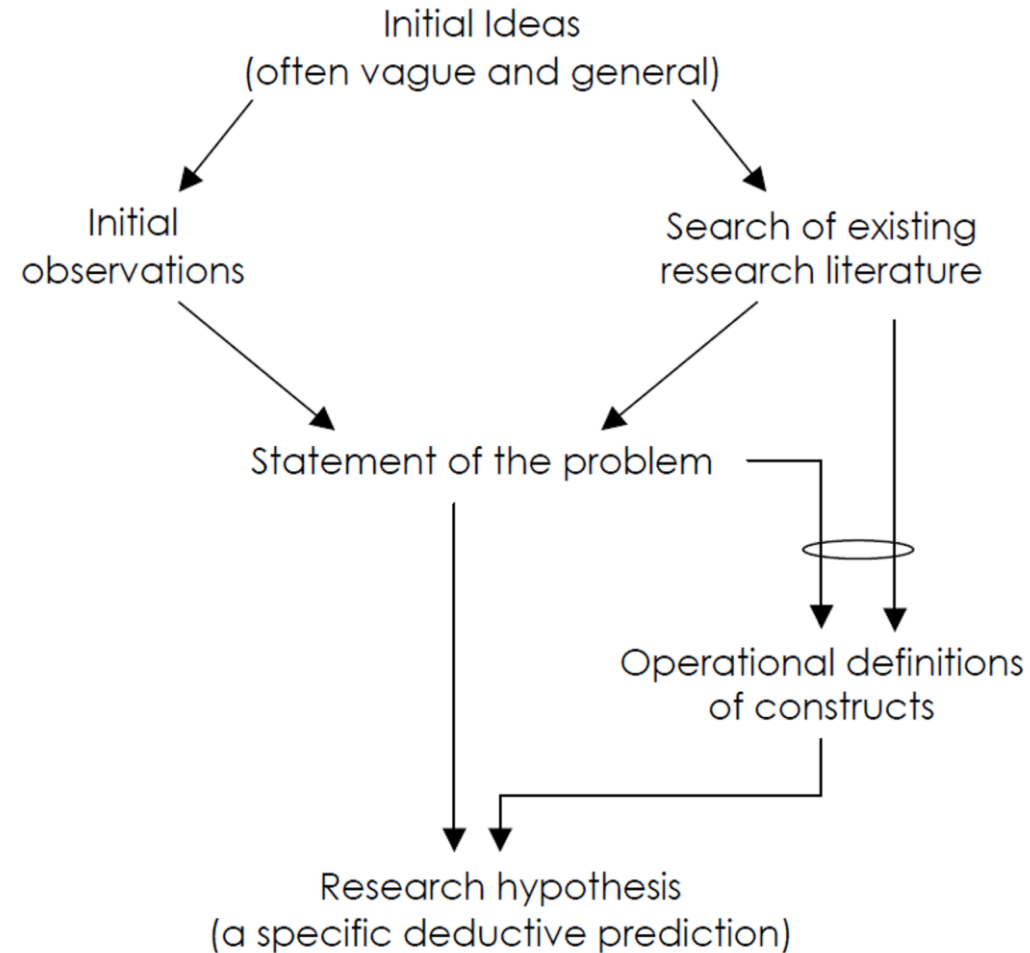 Initial Ideas
(often vague and general)
Initial
observations
Search of existing
research literature
Statement of the problem
Operational definitions
of constructs
Research hypothesis
(a specific deductive prediction)